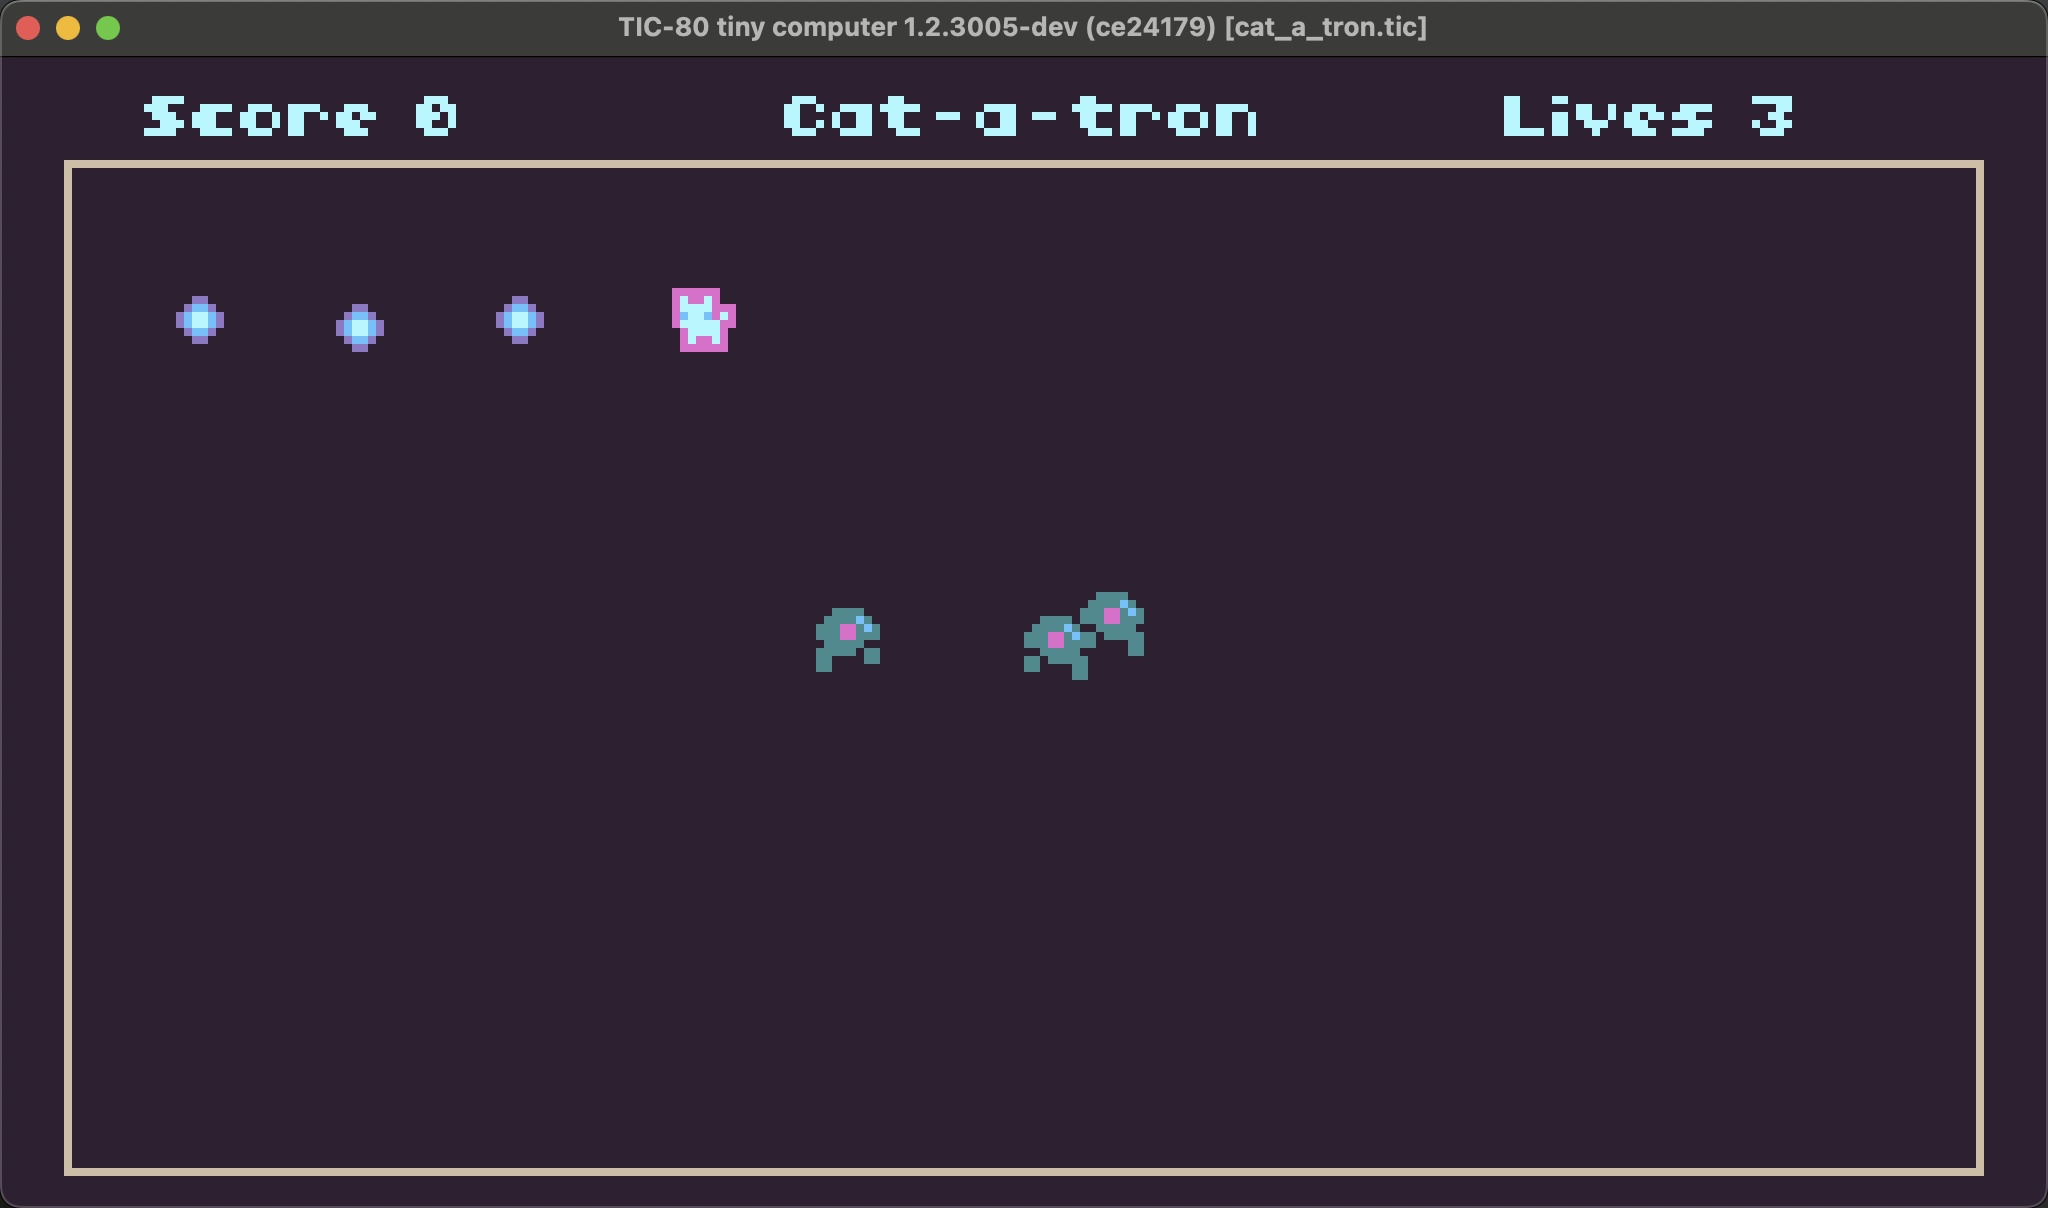 TIC-80 tiny computer 1.2.3005-dev (ce24179) [cat_a_tron.tic]
Score 0 Cat-a-tron Lives 3